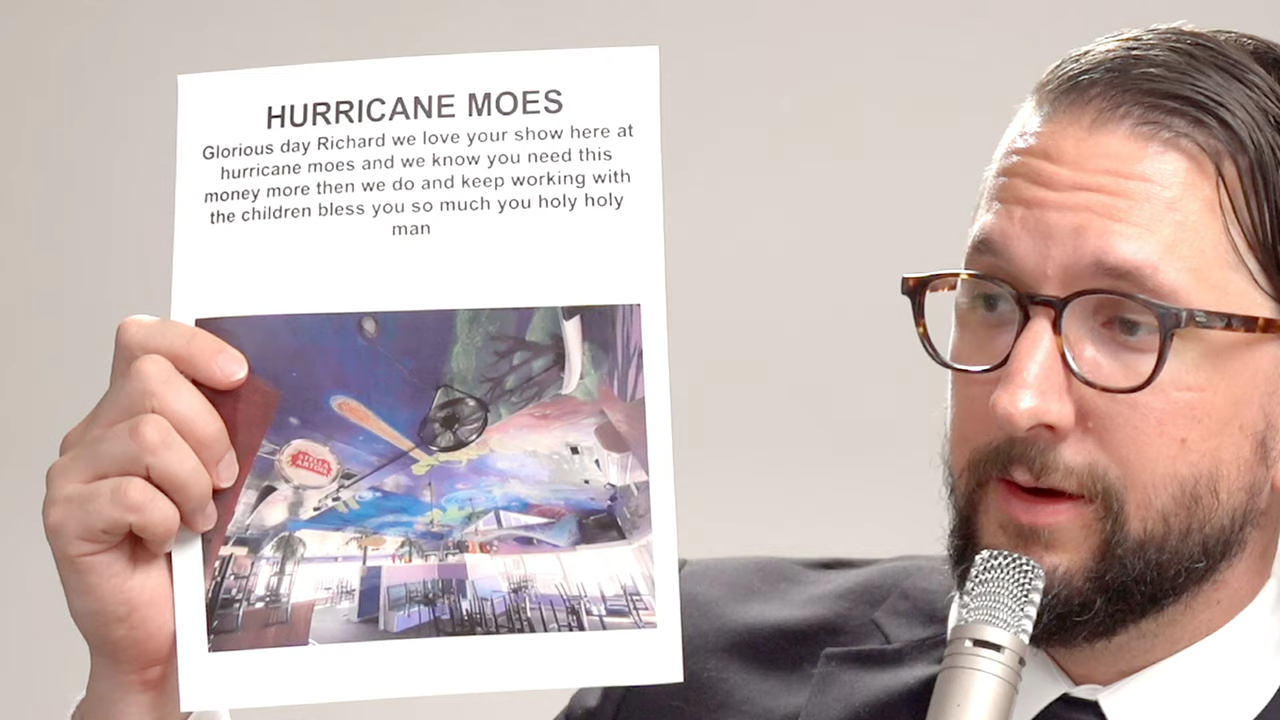 HURRICANE MOES
Glorious day Richard we love your show here at
hurricane moes and we know you need this
money more then we do and keep working with
the children bless you so much you holy holy
man
STELLA
ARTOIS